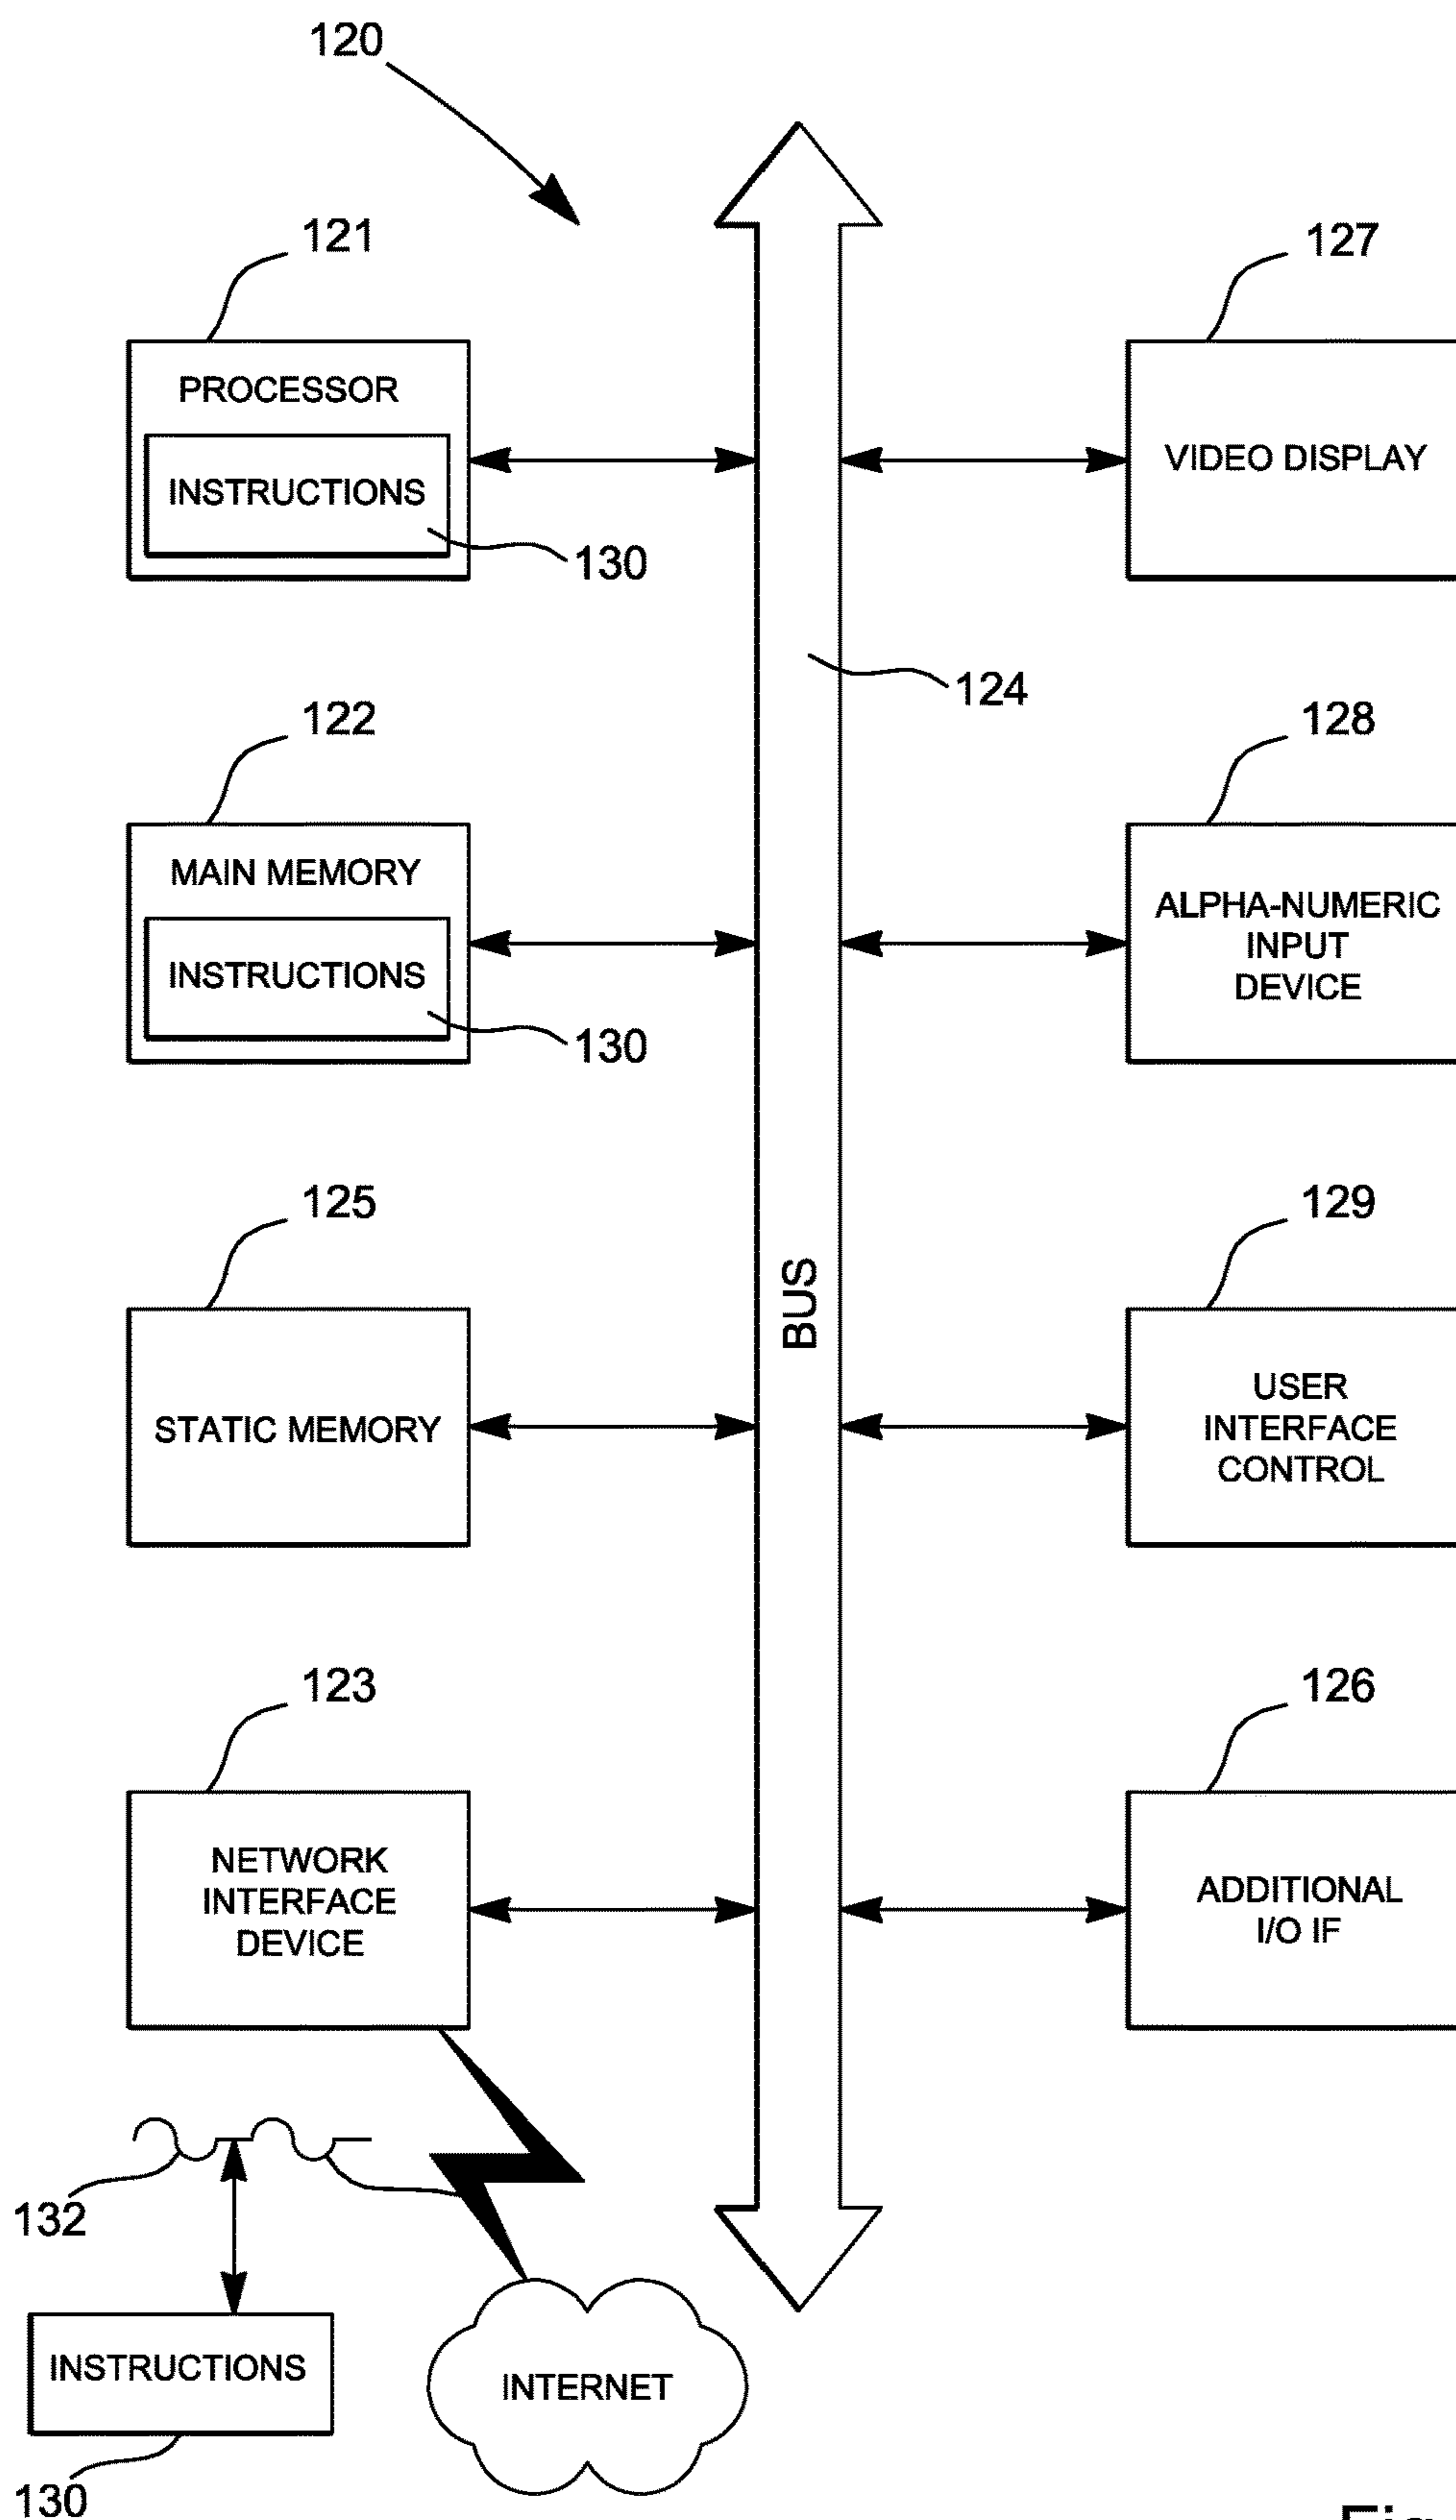 120
121
127
PROCESSOR
INSTRUCTIONS
130
VIDEO DISPLAY
124
122
128
MAIN MEMORY
INSTRUCTIONS
130
ALPHA-NUMERIC
INPUT
DEVICE
125
129
BUS
STATIC MEMORY
USER
INTERFACE
CONTROL
123
126
NETWORK
INTERFACE
DEVICE
ADDITIONAL
I/O IF
132
INSTRUCTIONS
INTERNET
130